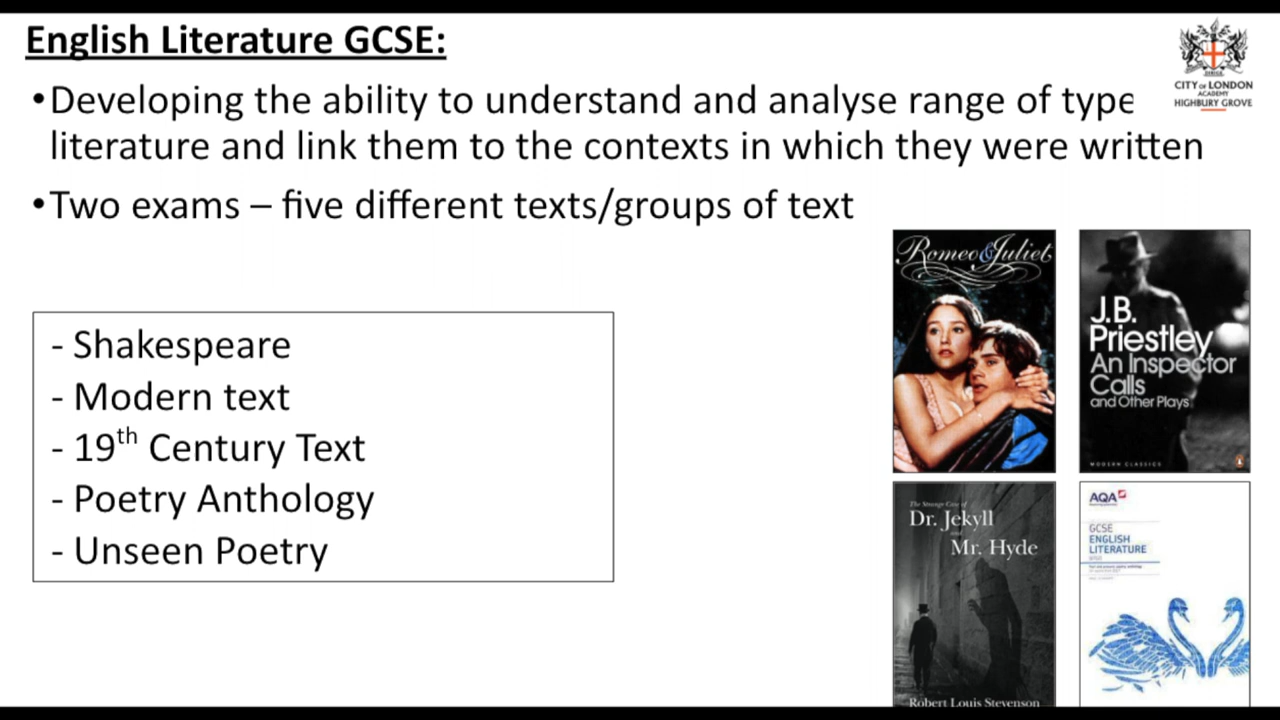 English Literature GCSE:
CITY OF LONDON
ACADEMY
HIGHBURY GROVE
•Developing the ability to understand and analyse range of type
literature and link them to the contexts in which they were written
•Two exams – five different texts/groups of text
- Shakespeare
- Modern text
- 19th Century Text
- Poetry Anthology
- Unseen Poetry
Romeo & Juliet
J.B.
Priestley
An Inspector
Calls
and Other Plays
MODERN CLASSICS
The Strange Case of
Dr. Jekyll
and
Mr. Hyde
Robert Louis Stevenson
AQA
GCSE
ENGLISH
LITERATURE